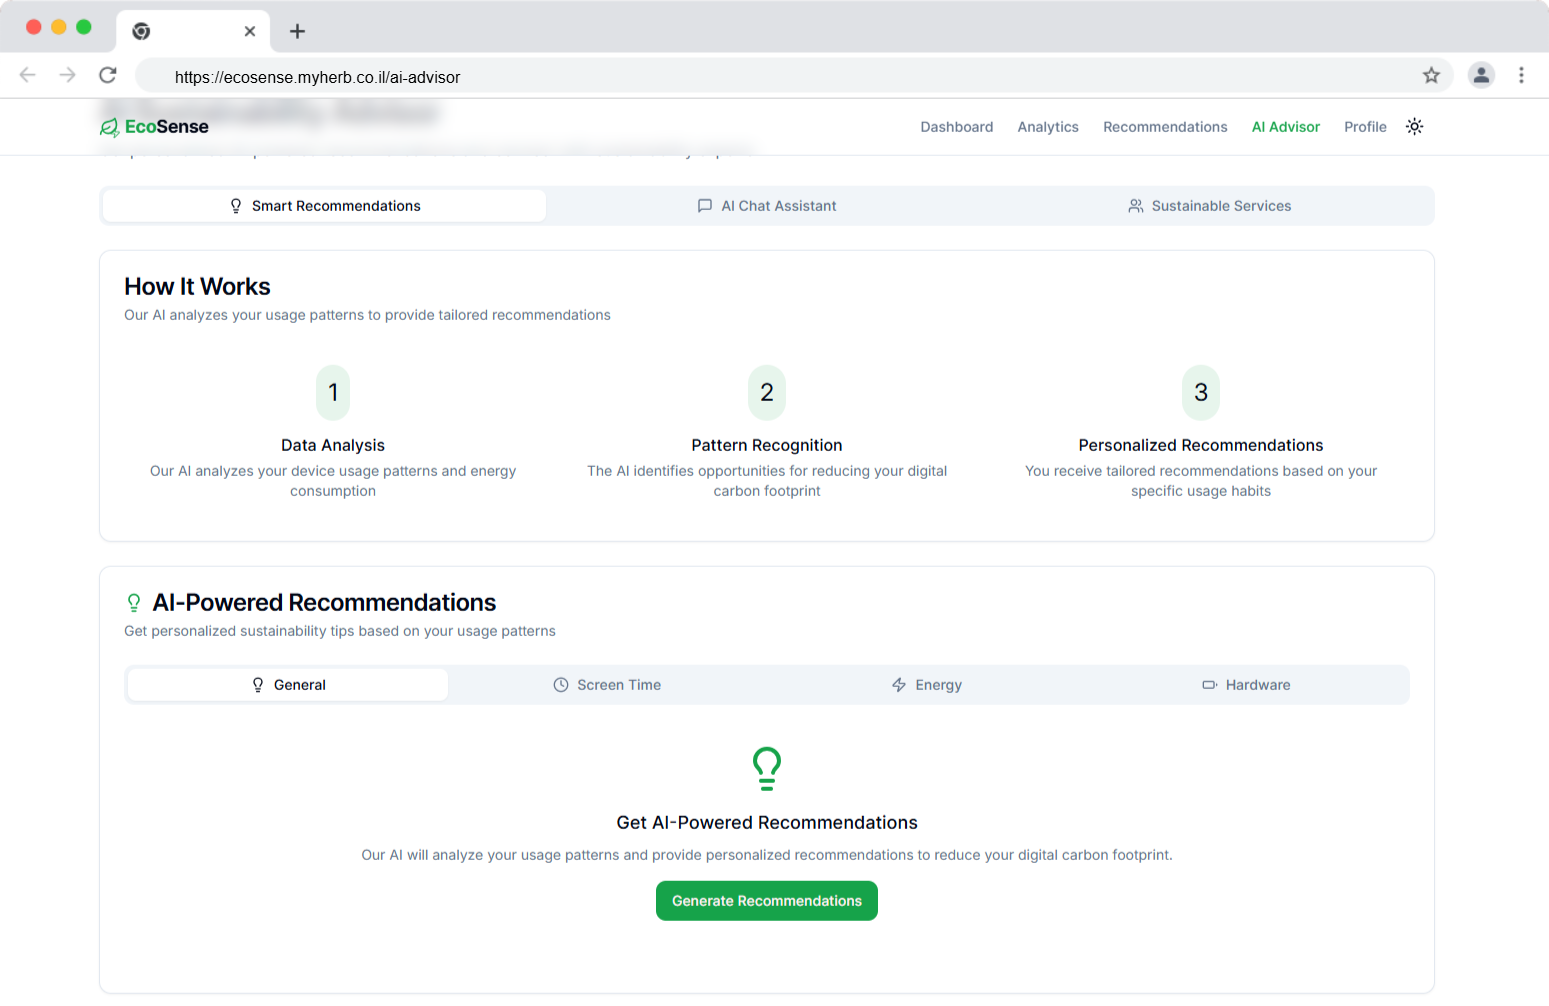 https://ecosense.myherb.co.il/ai-advisor
EcoSense
Dashboard
Analytics
Recommendations
AI Advisor
Profile
Smart Recommendations
AI Chat Assistant
Sustainable Services
How It Works
Our AI analyzes your usage patterns to provide tailored recommendations
1
2
3
Data Analysis
Pattern Recognition
Personalized Recommendations
Our AI analyzes your device usage patterns and energy
consumption
The AI identifies opportunities for reducing your digital
carbon footprint
You receive tailored recommendations based on your
specific usage habits
AI-Powered Recommendations
Get personalized sustainability tips based on your usage patterns
General
Screen Time
Energy
Hardware
Get AI-Powered Recommendations
Our AI will analyze your usage patterns and provide personalized recommendations to reduce your digital carbon footprint.
Generate Recommendations